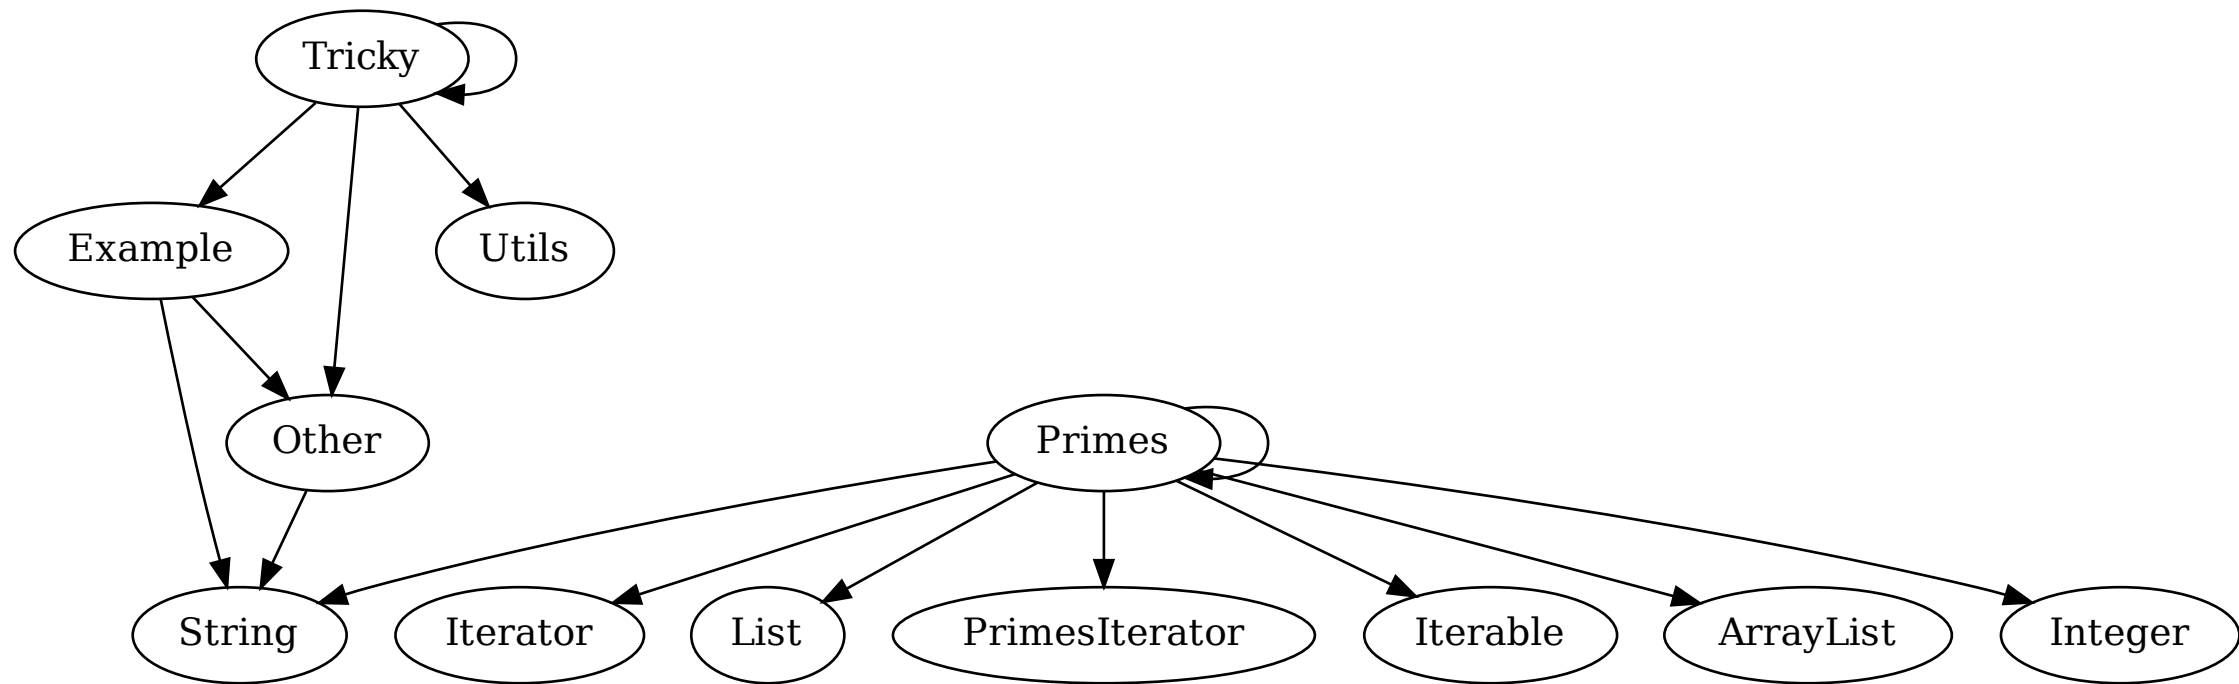 Tricky
Example
Utils
Other
Primes
String
Iterator
List
PrimesIterator
Iterable
ArrayList
Integer